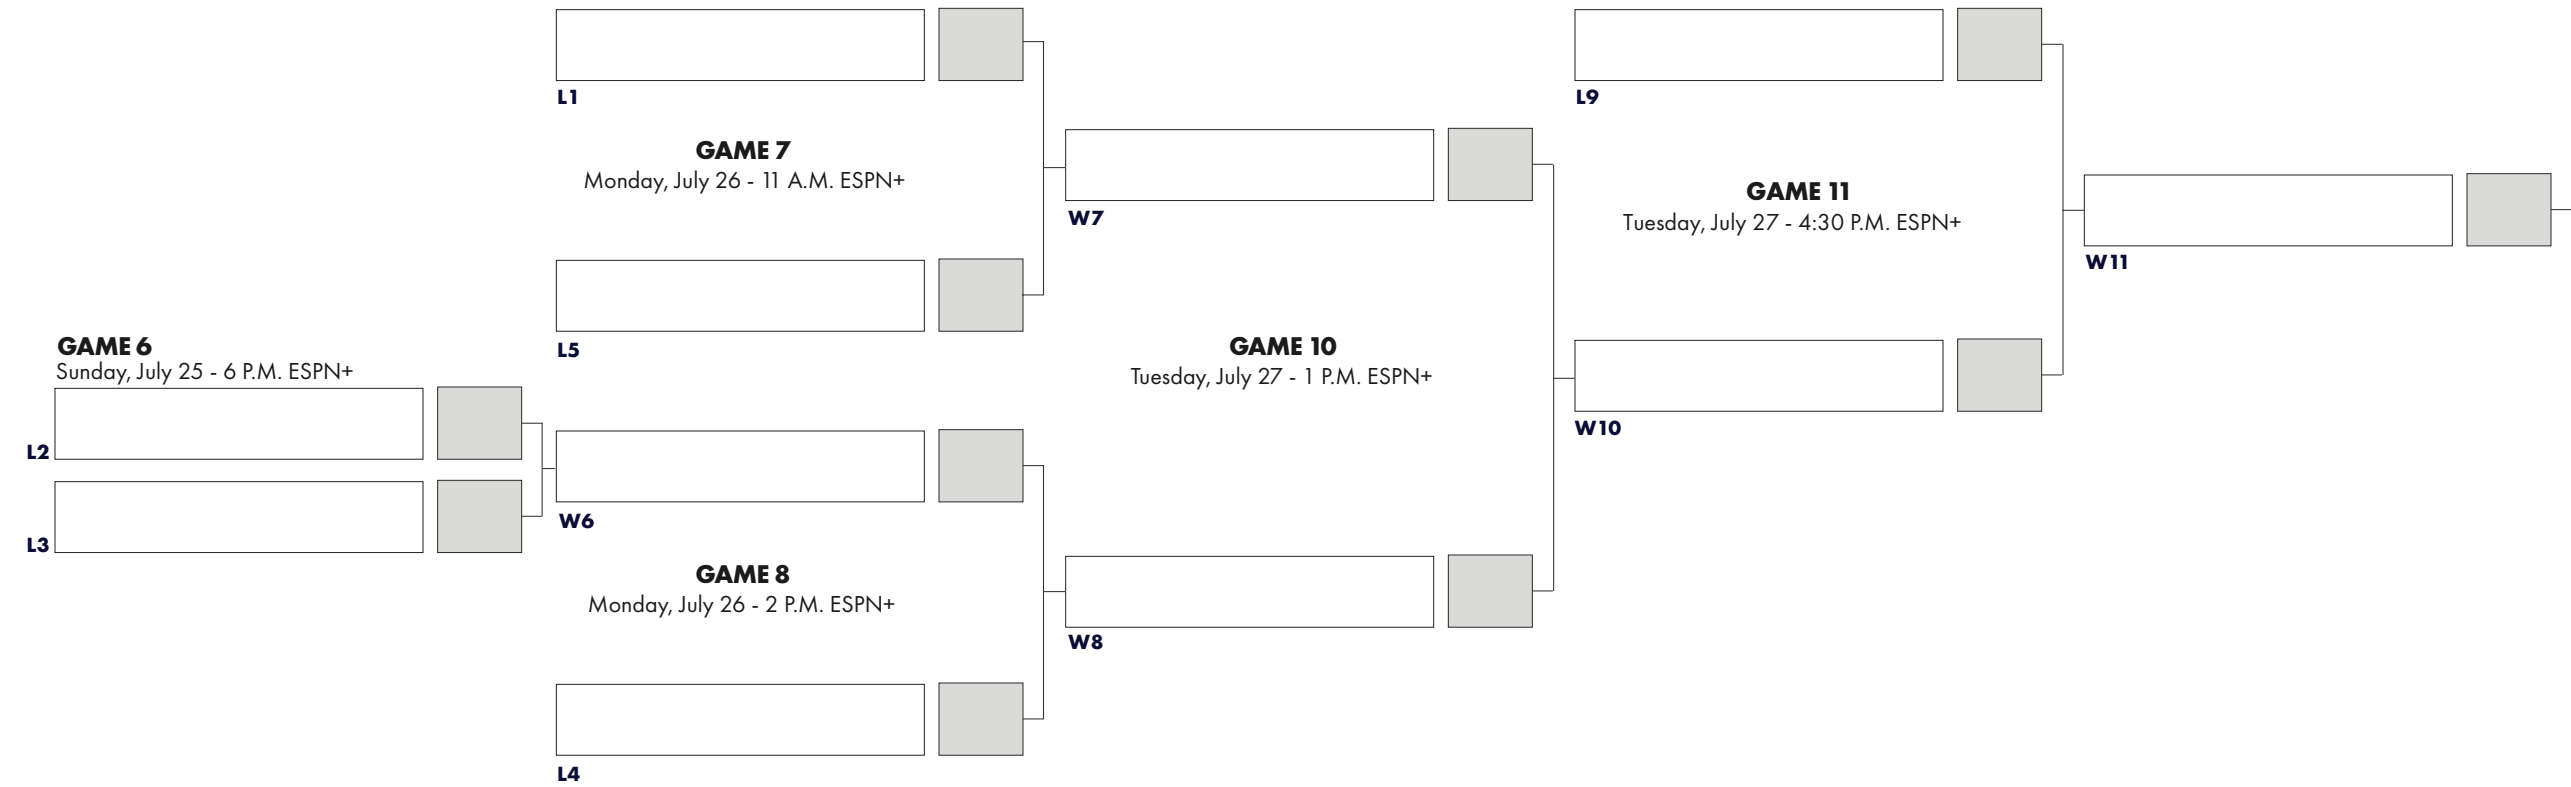 L1
GAME 7
Monday, July 26 - 11 A.M. ESPN+
L5
GAME 6
Sunday, July 25 - 6 P.M. ESPN+
L2
L3
W6
GAME 8
Monday, July 26 - 2 P.M. ESPN+
L4
W7
GAME 10
Tuesday, July 27 - 1 P.M. ESPN+
W8
L9
GAME 11
Tuesday, July 27 - 4:30 P.M. ESPN+
W10
W11